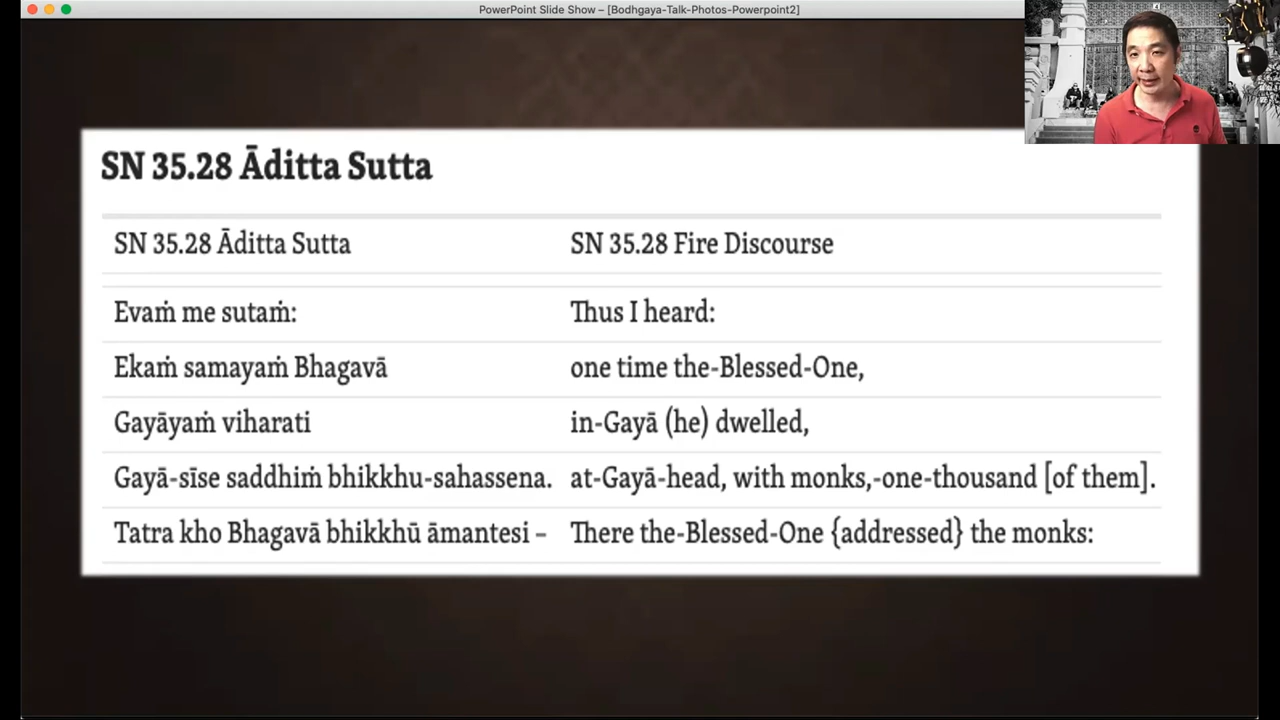 PowerPoint Slide Show – [Bodhgaya-Talk-Photos-Powerpoint2]
SN 35.28 Āditta Sutta
SN 35.28 Āditta Sutta SN 35.28 Fire Discourse
Evaṁ me sutaṁ: Thus I heard:
Ekaṁ samayaṁ Bhagavā one time the-Blessed-One,
Gayāyaṁ viharati in-Gayā (he) dwelled,
Gayā-sīse saddhiṁ bhikkhu-sahassena. at-Gayā-head, with monks,-one-thousand [of them].
Tatra kho Bhagavā bhikkhū āmantesi – There the-Blessed-One {addressed} the monks: